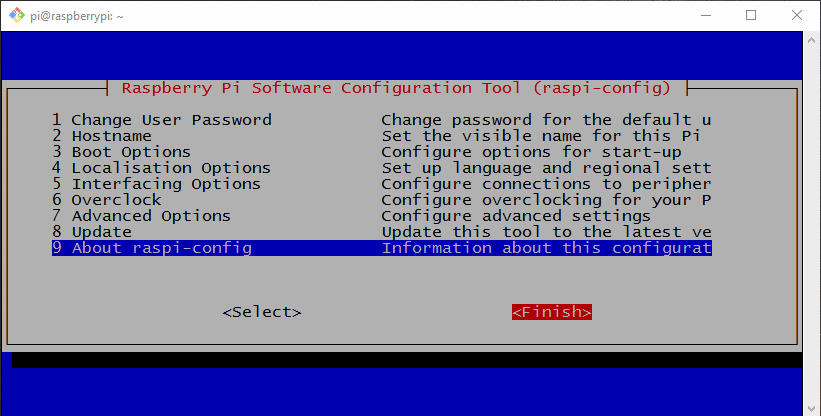 pi@raspberrypi: ~
Raspberry Pi Software Configuration Tool (raspi-config)
1 Change User Password Change password for the default u
2 Hostname Set the visible name for this Pi
3 Boot Options Configure options for start-up
4 Localisation Options Set up language and regional sett
5 Interfacing Options Configure connections to peripher
6 Overclock Configure overclocking for your P
7 Advanced Options Configure advanced settings
8 Update Update this tool to the latest ve
9 About raspi-config Information about this configurat
<Select> <Finish>